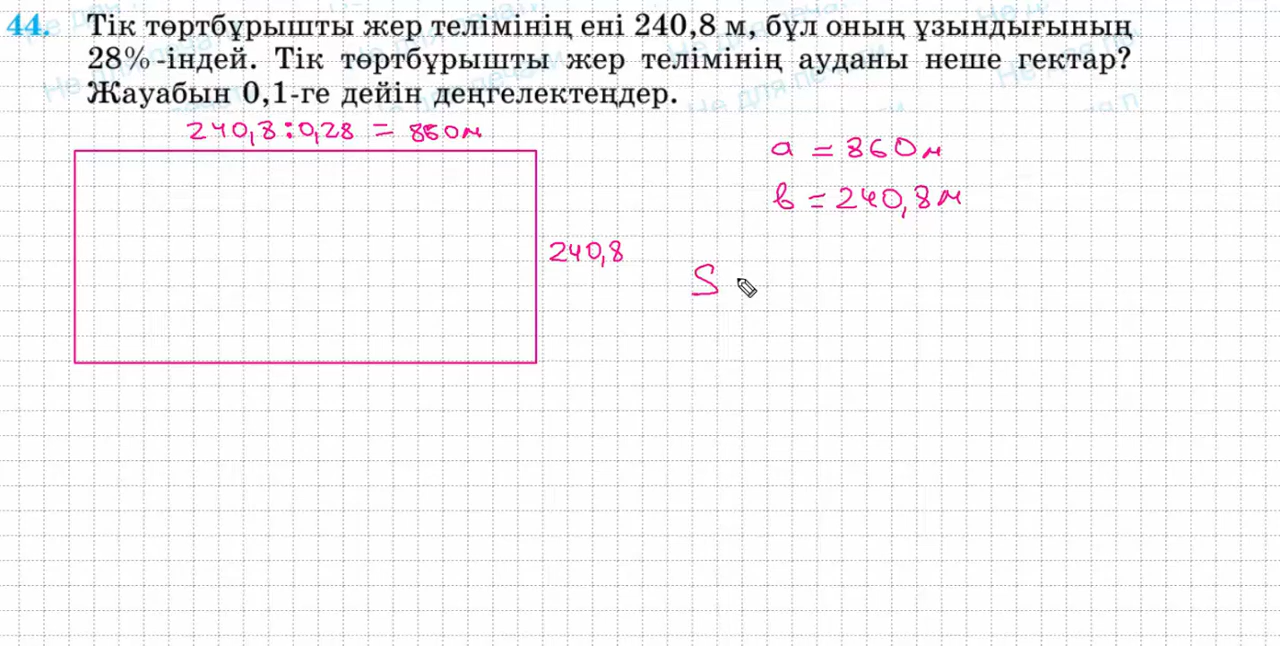 44. Тік төртбұрышты жер телімінің ені 240,8 м, бұл оның ұзындығының
28%-індей. Тік төртбұрышты жер телімінің ауданы неше гектар?
Жауабын 0,1-ге дейін деңгелектеңдер.
240,8:0,28 = 860м
a = 860м
в = 240,8м
240,8
S